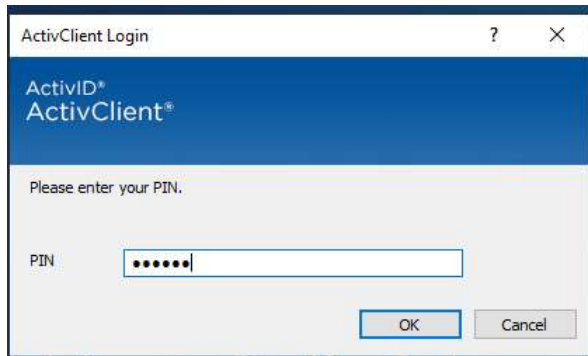 ActivClient Login ?
ActivID®
ActivClient®
Please enter your PIN.
PIN ••••••
OK Cancel